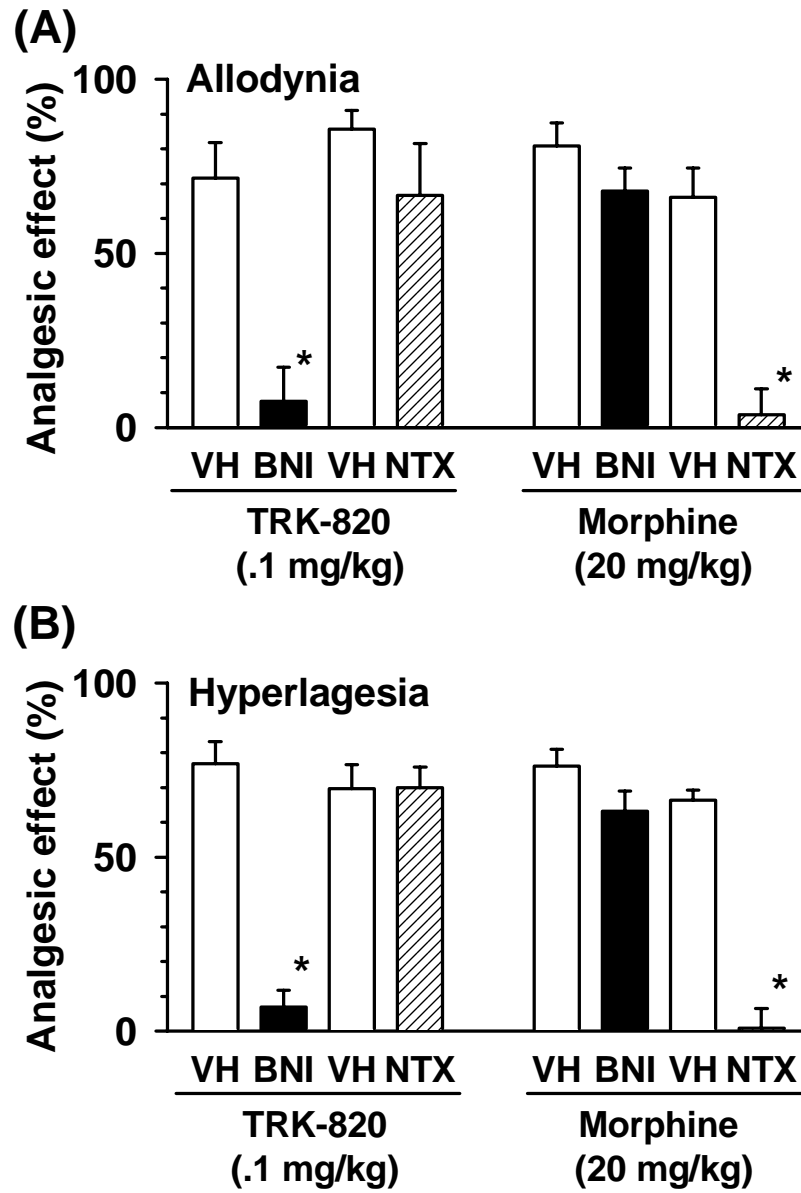 (A)
Allodynia
Analgesic effect (%)
100
50
0
* *
VH BNI VH NTX VH BNI VH NTX
TRK-820 Morphine
(.1 mg/kg) (20 mg/kg)
(B)
Hyperlagesia
Analgesic effect (%)
100
50
0
* *
VH BNI VH NTX VH BNI VH NTX
TRK-820 Morphine
(.1 mg/kg) (20 mg/kg)